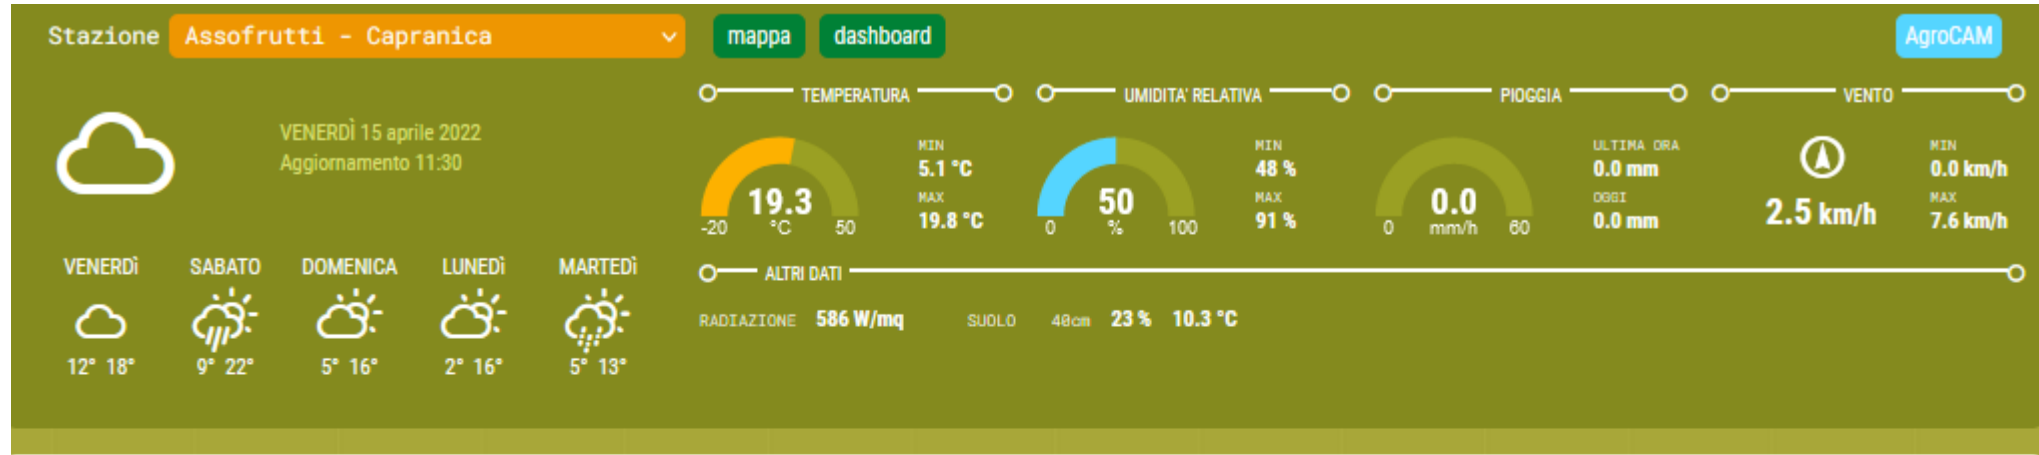 Stazione Assofrutti - Capranica mappa dashboard AgroCAM
VENERDÌ 15 aprile 2022
Aggiornamento 11:30
TEMPERATURA
19.3
°C
-20 50
MIN
5.1 °C
MAX
19.8 °C
UMIDITA' RELATIVA
50
%
0 100
MIN
48 %
MAX
91 %
PIOGGIA
0.0
mm/h
0 60
ULTIMA ORA
0.0 mm
OGGI
0.0 mm
VENTO
2.5 km/h
MIN
0.0 km/h
MAX
7.6 km/h
VENERDì SABATO DOMENICA LUNEDì MARTEDì
12° 18° 9° 22° 5° 16° 2° 16° 5° 13°
ALTRI DATI
RADIAZIONE 586 W/mq SUOLO 40cm 23 % 10.3 °C